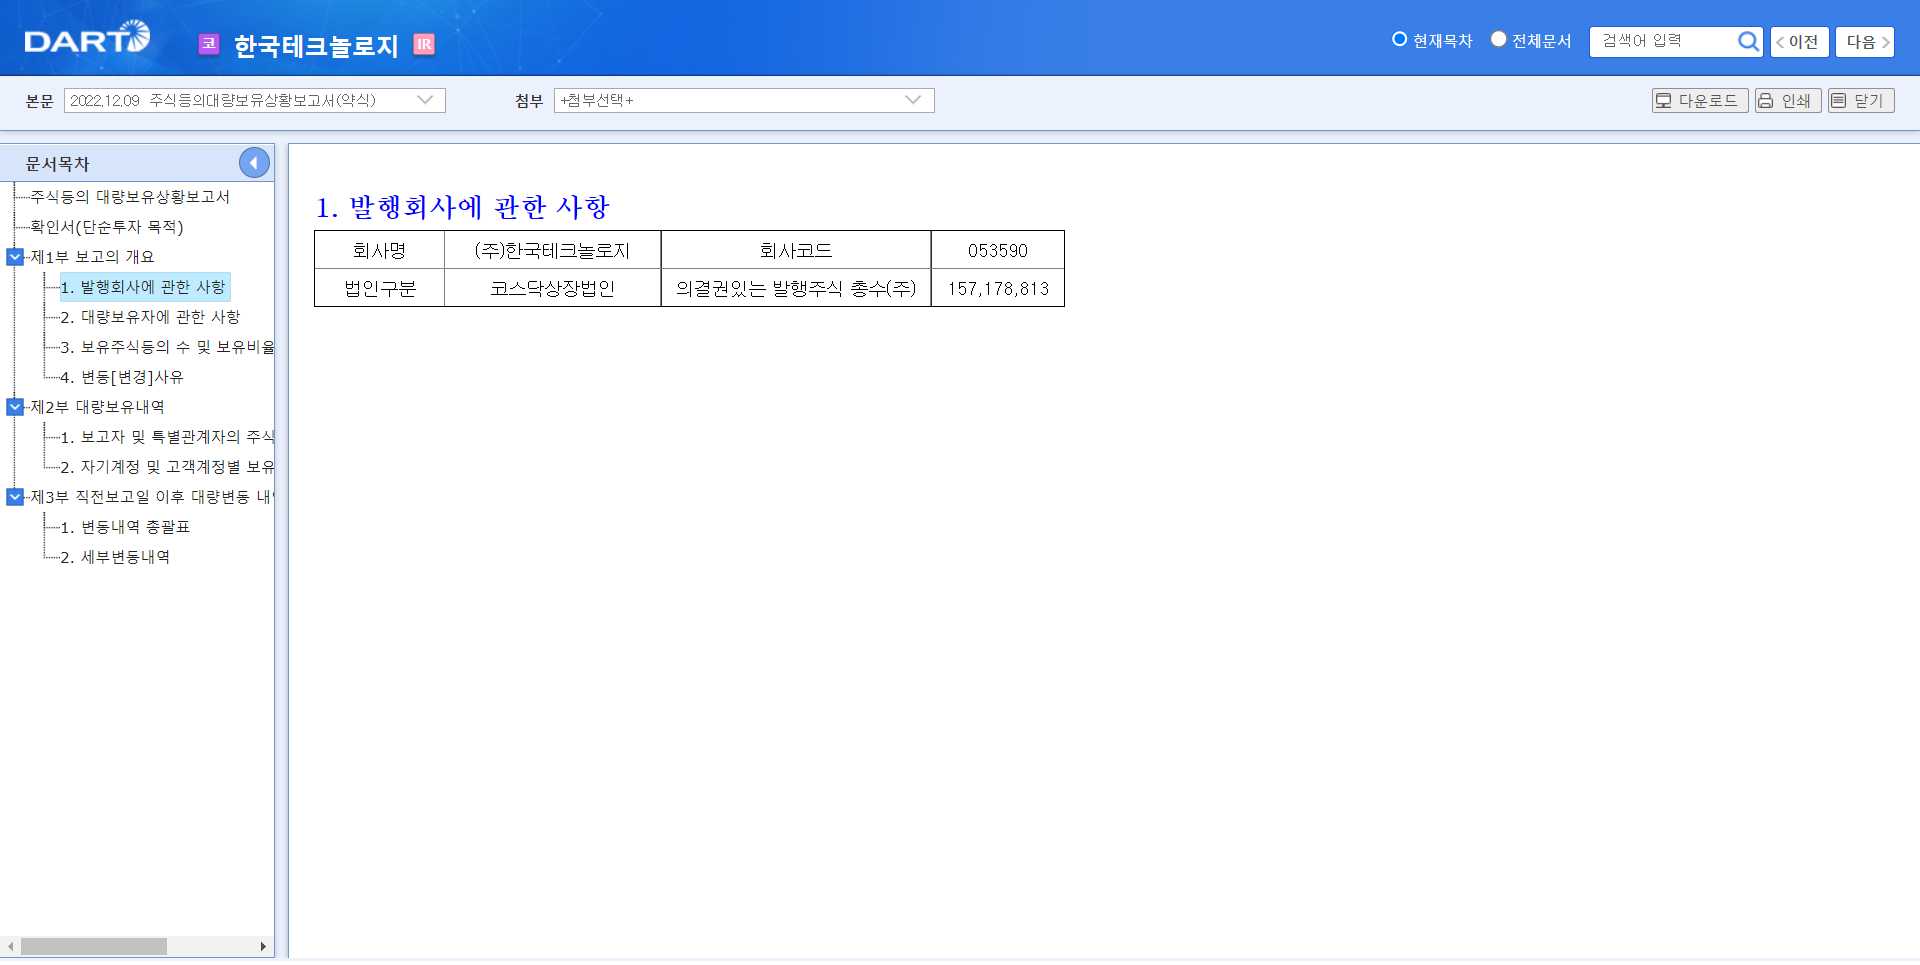 DART 코 한국테크놀로지 IR 현재목차 전체문서 검색어 입력 이전 다음
본문 2022.12.09 주식등의대량보유상황보고서(약식) 첨부 +첨부선택+ 다운로드 인쇄 닫기
문서목차
주식등의 대량보유상황보고서
확인서(단순투자 목적)
제1부 보고의 개요
1. 발행회사에 관한 사항
2. 대량보유자에 관한 사항
3. 보유주식등의 수 및 보유비율
4. 변동[변경]사유
제2부 대량보유내역
1. 보고자 및 특별관계자의 주식
2. 자기계정 및 고객계정별 보유
제3부 직전보고일 이후 대량변동
1. 변동내역 총괄표
2. 세부변동내역
1. 발행회사에 관한 사항
회사명 (주)한국테크놀로지 회사코드 053590
법인구분 코스닥상장법인 의결권있는 발행주식 총수(주) 157,178,813